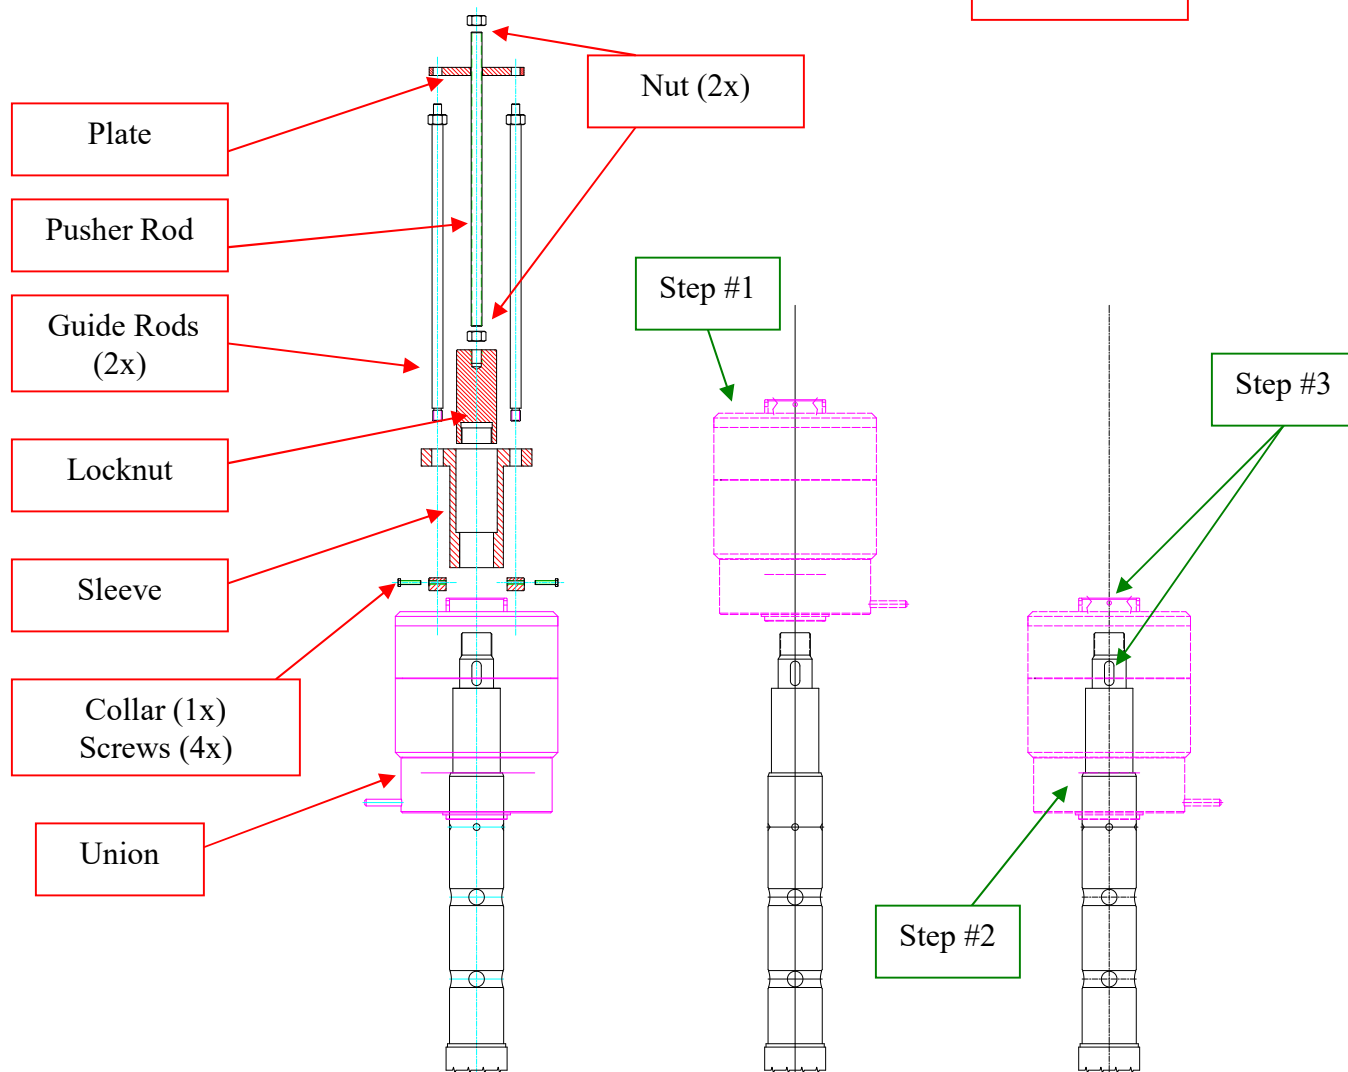 Nut (2x)
Plate
Pusher Rod
Step #1
Guide Rods
(2x)
Step #3
Locknut
Sleeve
Collar (1x)
Screws (4x)
Union
Step #2